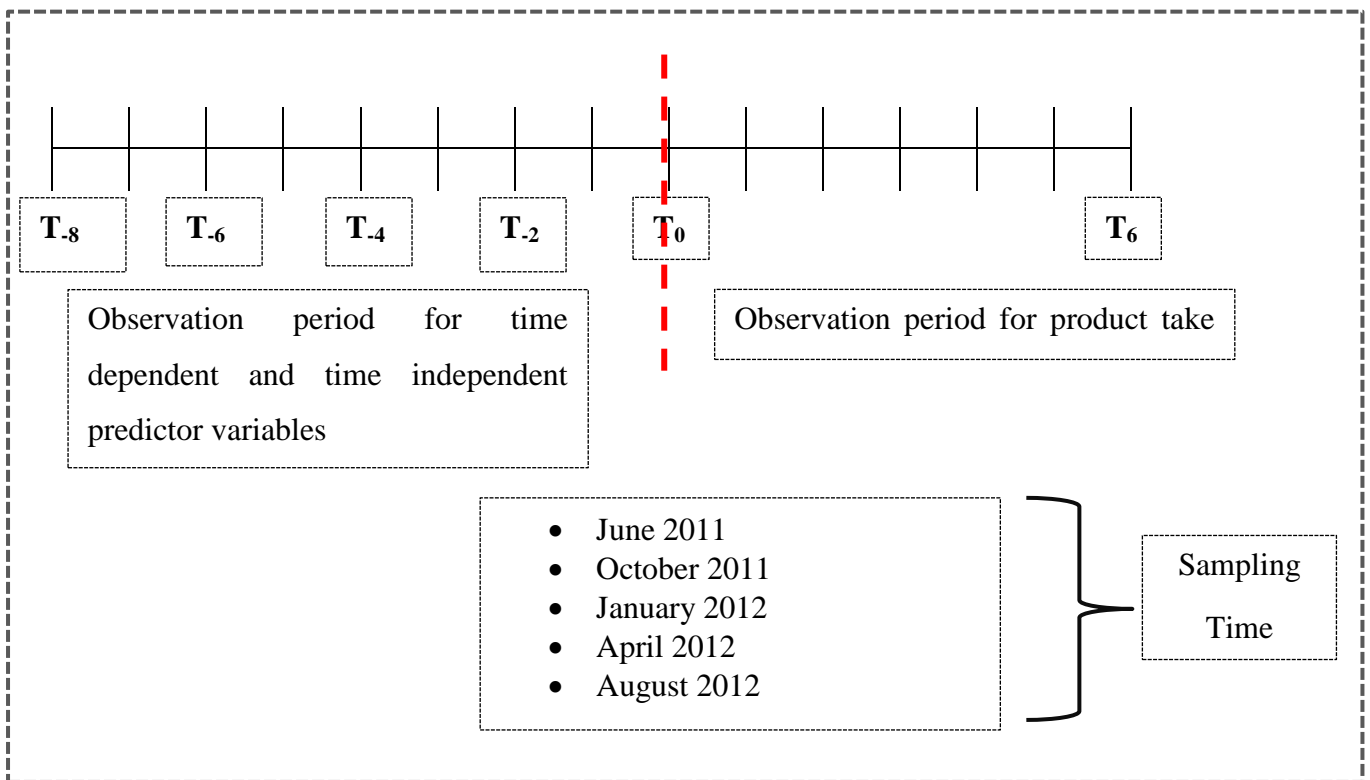 T-8 T-6 T-4 T-2 T0 T6
Observation period for time
dependent and time independent
predictor variables
Observation period for product take
• June 2011
• October 2011
• January 2012
• April 2012
• August 2012
Sampling
Time